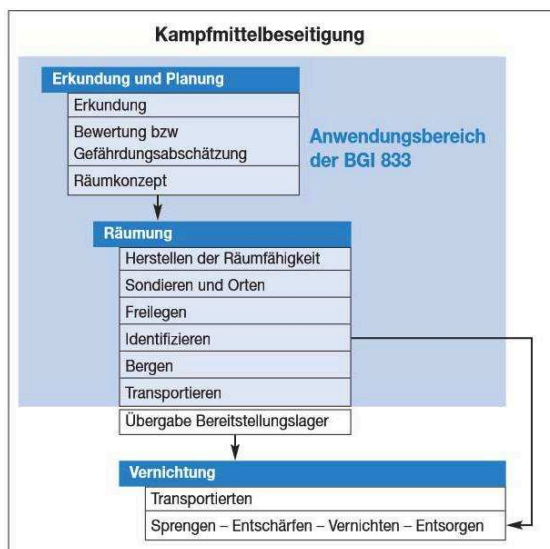 Kampfmittelbeseitigung
Erkundung und Planung
Erkundung
Bewertung bzw
Gefährdungsabschätzung
Räumkonzept
Anwendungsbereich
der BGI 833
Räumung
Herstellen der Räumfähigkeit
Sondieren und Orten
Freilegen
Identifizieren
Bergen
Transportieren
Übergabe Bereitstellungslager
Vernichtung
Transportierten
Sprengen – Entschärfen – Vernichten – Entsorgen